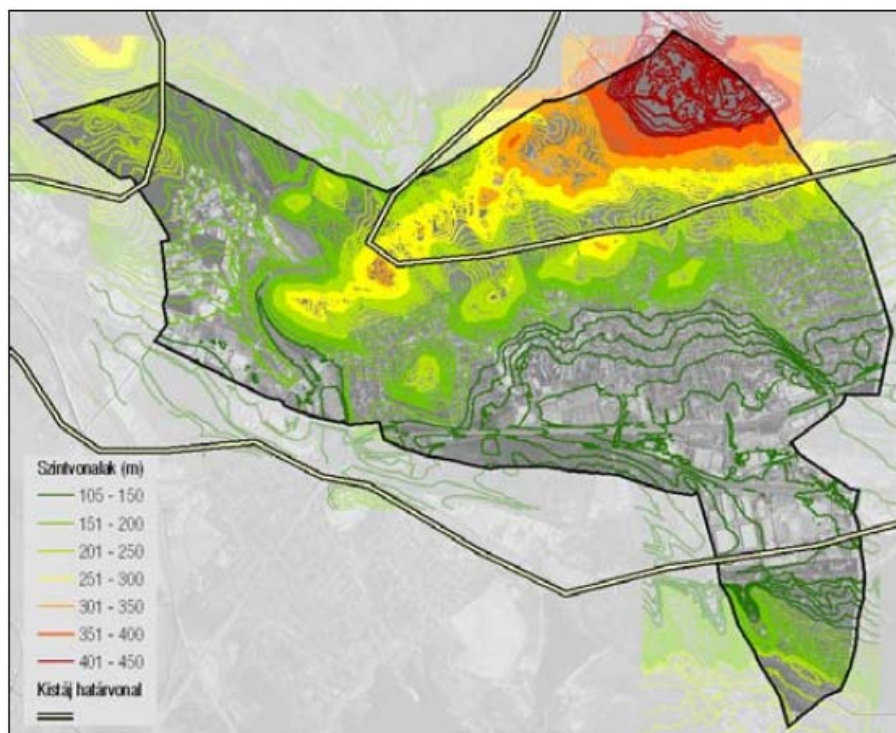 Szintvonalak (m)
105 - 150
151 - 200
201 - 250
251 - 300
301 - 350
351 - 400
401 - 450
Kistáj határvonal